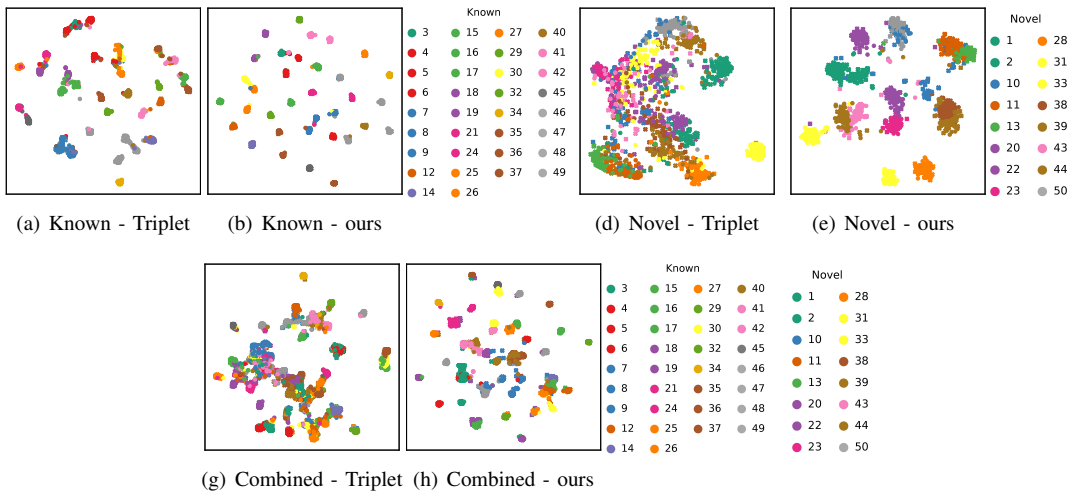 Known
3 15 27 40
4 16 29 41
5 17 30 42
6 18 32 45
7 19 34 46
8 21 35 47
9 24 36 48
12 25 37 49
14 26
Novel
1 28
2 31
10 33
11 38
13 39
20 43
22 44
23 50
(a) Known - Triplet (b) Known - ours (d) Novel - Triplet (e) Novel - ours
Known
3 15 27 40
4 16 29 41
5 17 30 42
6 18 32 45
7 19 34 46
8 21 35 47
9 24 36 48
12 25 37 49
14 26
Novel
1 28
2 31
10 33
11 38
13 39
20 43
22 44
23 50
(g) Combined - Triplet (h) Combined - ours